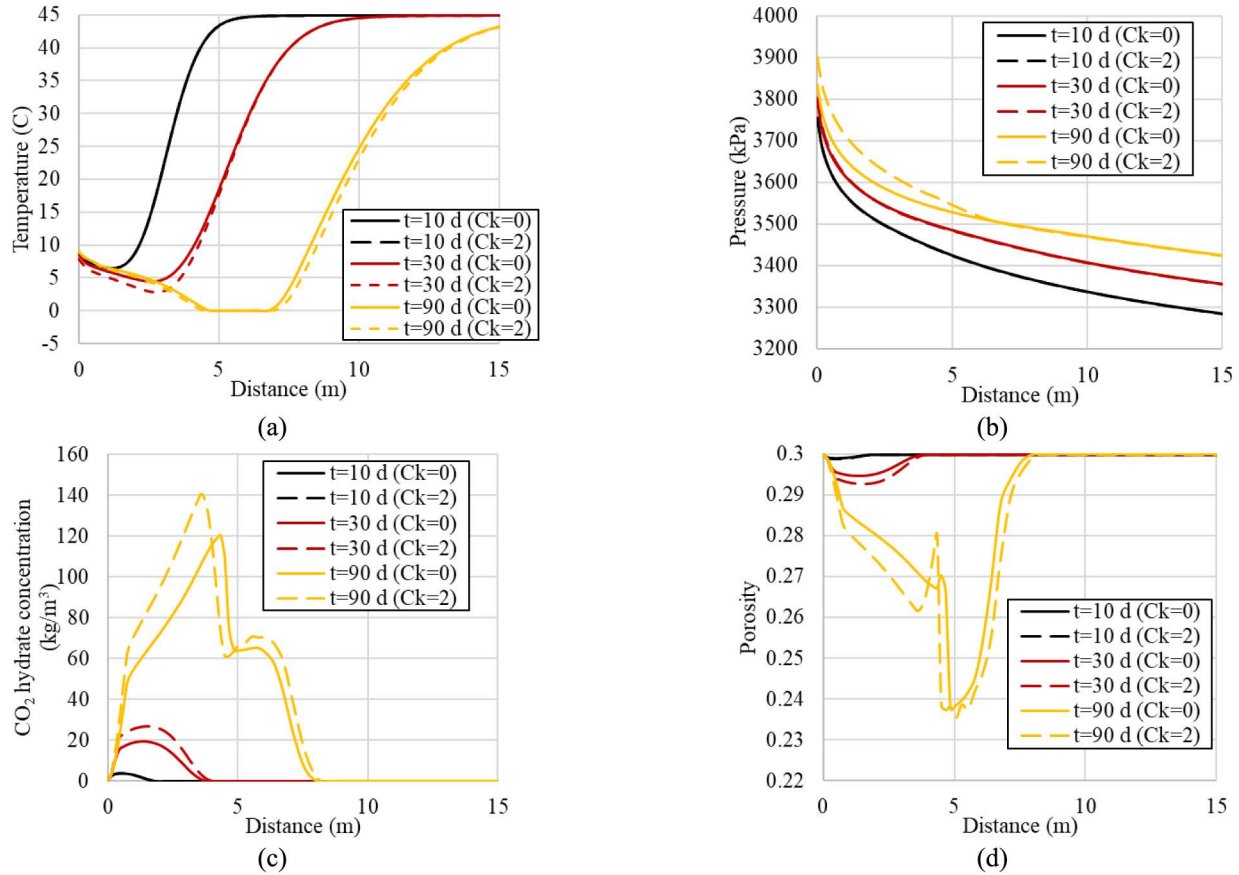 45
40
35
30
25
20
15
10
5
0
-5
Temperature (C)
t=10 d (Ck=0)
t=10 d (Ck=2)
t=30 d (Ck=0)
t=30 d (Ck=2)
t=90 d (Ck=0)
t=90 d (Ck=2)
0 5 10 15
Distance (m)
(a)
4000
3900
3800
3700
3600
3500
3400
3300
3200
Pressure (kPa)
t=10 d (Ck=0)
t=10 d (Ck=2)
t=30 d (Ck=0)
t=30 d (Ck=2)
t=90 d (Ck=0)
t=90 d (Ck=2)
0 5 10 15
Distance (m)
(b)
160
140
120
100
80
60
40
20
0
CO₂ hydrate concentration
(kg/m³)
t=10 d (Ck=0)
t=10 d (Ck=2)
t=30 d (Ck=0)
t=30 d (Ck=2)
t=90 d (Ck=0)
t=90 d (Ck=2)
0 5 10 15
Distance (m)
(c)
0.3
0.29
0.28
0.27
0.26
0.25
0.24
0.23
0.22
Porosity
t=10 d (Ck=0)
t=10 d (Ck=2)
t=30 d (Ck=0)
t=30 d (Ck=2)
t=90 d (Ck=0)
t=90 d (Ck=2)
0 5 10 15
Distance (m)
(d)